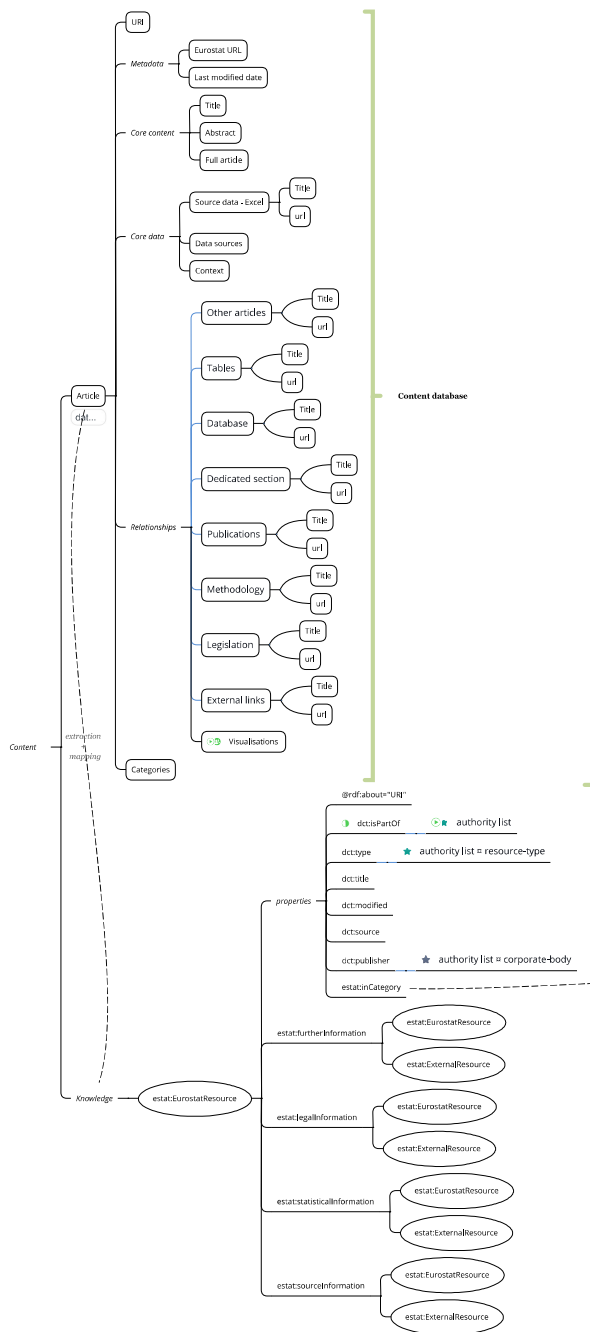 URI
Metadata
Eurostat URL
Last modified date
Core content
Title
Abstract
Full article
Core data
Source data - Excel
Title
url
Data sources
Context
Article
dat...
Content database
Relationships
Other articles
Title
url
Tables
Title
url
Database
Title
url
Dedicated section
Title
url
Publications
Title
url
Methodology
Title
url
Legislation
Title
url
External links
Title
url
Visualisations
Categories
Content
extraction
+
mapping
Knowledge
estat:EurostatResource
properties
@rdf:about="URI"
dct:isPartOf
authority list
dct:type
authority list ¤ resource-type
dct:title
dct:modified
dct:source
dct:publisher
authority list ¤ corporate-body
estat:inCategory
estat:furtherInformation
estat:EurostatResource
estat:ExternalResource
estat:legalInformation
estat:EurostatResource
estat:ExternalResource
estat:statisticalInformation
estat:EurostatResource
estat:ExternalResource
estat:sourceInformation
estat:EurostatResource
estat:ExternalResource